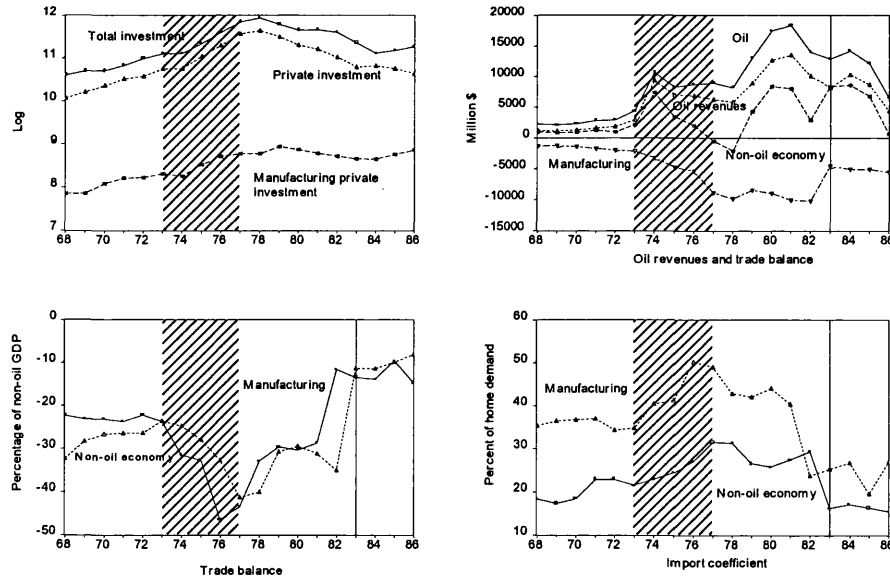 12
11
10
9
8
7
Log
Total investment
Private investment
Manufacturing private
investment
68 70 72 74 76 78 80 82 84 86
20000
15000
10000
5000
0
-5000
-10000
-15000
Million $
Oil
Oil revenues
Non-oil economy
Manufacturing
68 70 72 74 76 78 80 82 84 86
Oil revenues and trade balance
0
-10
-20
-30
-40
-50
Percentage of non-oil GDP
Manufacturing
Non-oil economy
68 70 72 74 76 78 80 82 84 86
Trade balance
60
50
40
30
20
10
Percent of home demand
Manufacturing
Non-oil economy
68 70 72 74 76 78 80 82 84 86
Import coefficient